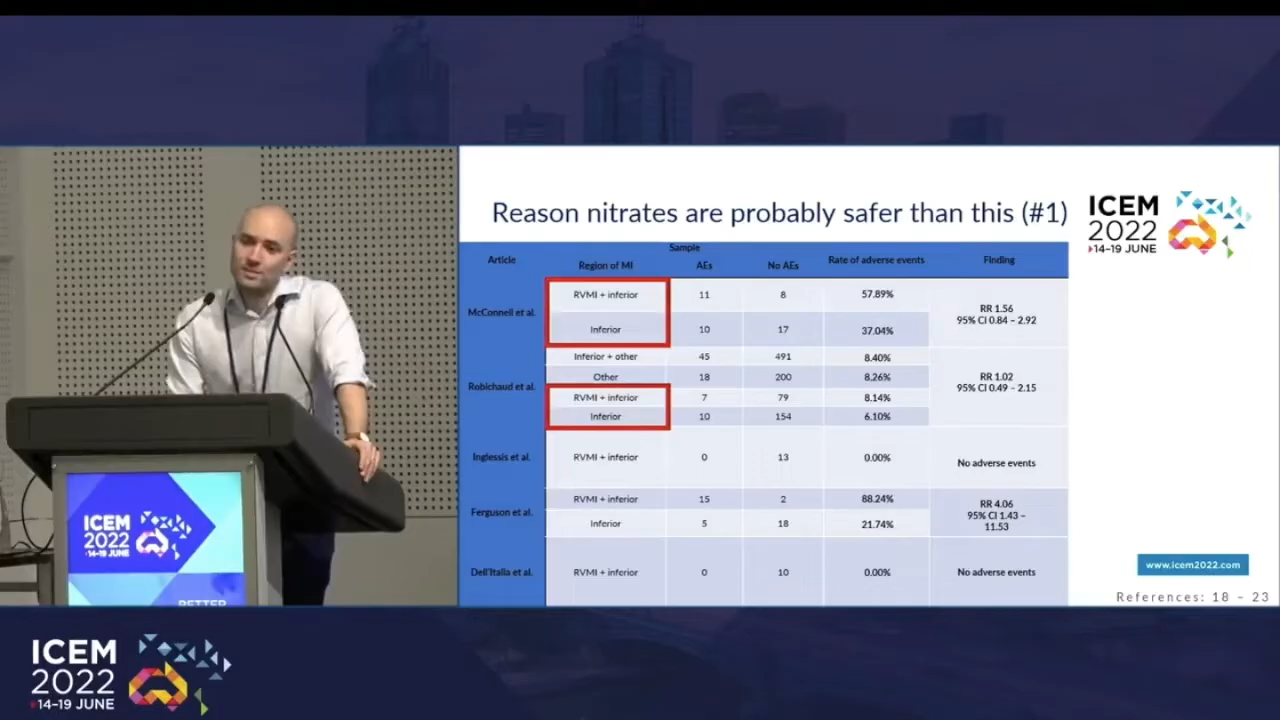 Reason nitrates are probably safer than this (#1)
ICEM
2022
14-19 JUNE
Sample
Article
Region of MI
AEs
No AEs
Rate of adverse events
Finding
McConnell et al.
RVMI + inferior
11
8
57.89%
RR 1.56
95% CI 0.84 – 2.92
Inferior
10
17
37.04%
Robichaud et al.
Inferior + other
45
491
8.40%
RR 1.02
95% CI 0.49 – 2.15
Other
18
200
8.26%
RVMI + inferior
7
79
8.14%
Inferior
10
154
6.10%
Inglessis et al.
RVMI + inferior
0
13
0.00%
No adverse events
Ferguson et al.
RVMI + inferior
15
2
88.24%
RR 4.06
95% CI 1.43 –
11.53
Inferior
5
18
21.74%
Dell'Italia et al.
RVMI + inferior
0
10
0.00%
No adverse events
www.icem2022.com
References: 18 – 23
ICEM
2022
14-19 JUNE
BETTER
ICEM
2022
14-19 JUNE